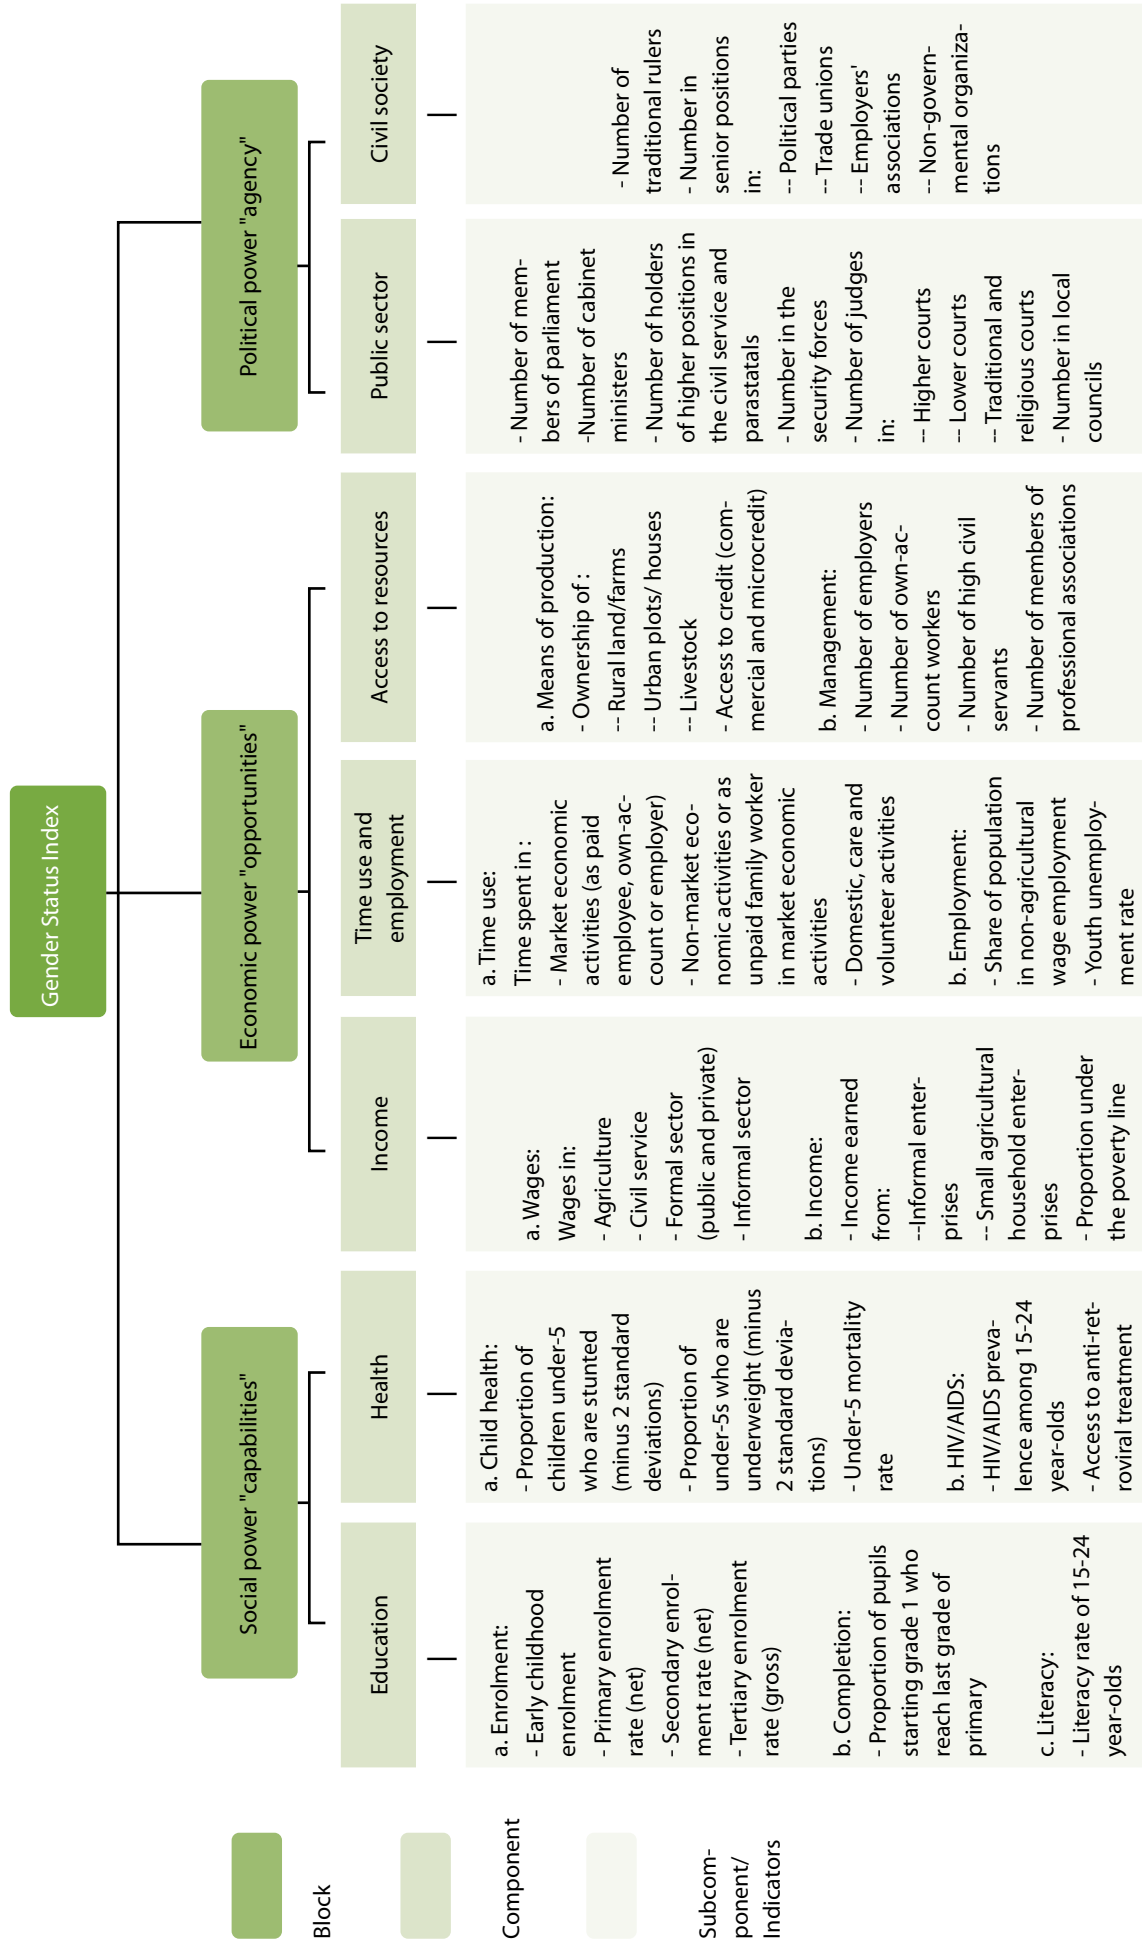 Gender Status Index
Social power "capabilities"
Economic power "opportunities"
Political power "agency"
Education
Health
Income
Time use and
employment
Access to resources
Public sector
Civil society
a. Enrolment:
- Early childhood
enrolment
- Primary enrolment
rate (net)
- Secondary enrol-
ment rate (net)
- Tertiary enrolment
rate (gross)
b. Completion:
- Proportion of pupils
starting grade 1 who
reach last grade of
primary
c. Literacy:
- Literacy rate of 15-24
year-olds
a. Child health:
- Proportion of
children under-5
who are stunted
(minus 2 standard
deviations)
- Proportion of
under-5s who are
underweight (minus
2 standard devia-
tions)
- Under-5 mortality
rate
b. HIV/AIDS:
- HIV/AIDS preva-
lence among 15-24
year-olds
- Access to anti-ret-
roviral treatment
a. Wages:
Wages in:
- Agriculture
- Civil service
- Formal sector
(public and private)
- Informal sector
b. Income:
- Income earned
from:
--Informal enter-
prises
-- Small agricultural
household enter-
prises
- Proportion under
the poverty line
a. Time use:
Time spent in :
- Market economic
activities (as paid
employee, own-ac-
count or employer)
- Non-market eco-
nomic activities or as
unpaid family worker
in market economic
activities
- Domestic, care and
volunteer activities
b. Employment:
- Share of population
in non-agricultural
wage employment
- Youth unemploy-
ment rate
a. Means of production:
- Ownership of :
-- Rural land/farms
-- Urban plots/ houses
-- Livestock
- Access to credit (com-
mercial and microcredit)
b. Management:
- Number of employers
- Number of own-ac-
count workers
- Number of high civil
servants
- Number of members of
professional associations
- Number of mem-
bers of parliament
-Number of cabinet
ministers
- Number of holders
of higher positions in
the civil service and
parastatals
- Number in the
security forces
- Number of judges
in:
-- Higher courts
-- Lower courts
-- Traditional and
religious courts
- Number in local
councils
- Number of
traditional rulers
- Number in
senior positions
in:
-- Political parties
-- Trade unions
-- Employers'
associations
-- Non-govern-
mental organiza-
tions
Block
Component
Subcom-
ponent/
Indicators